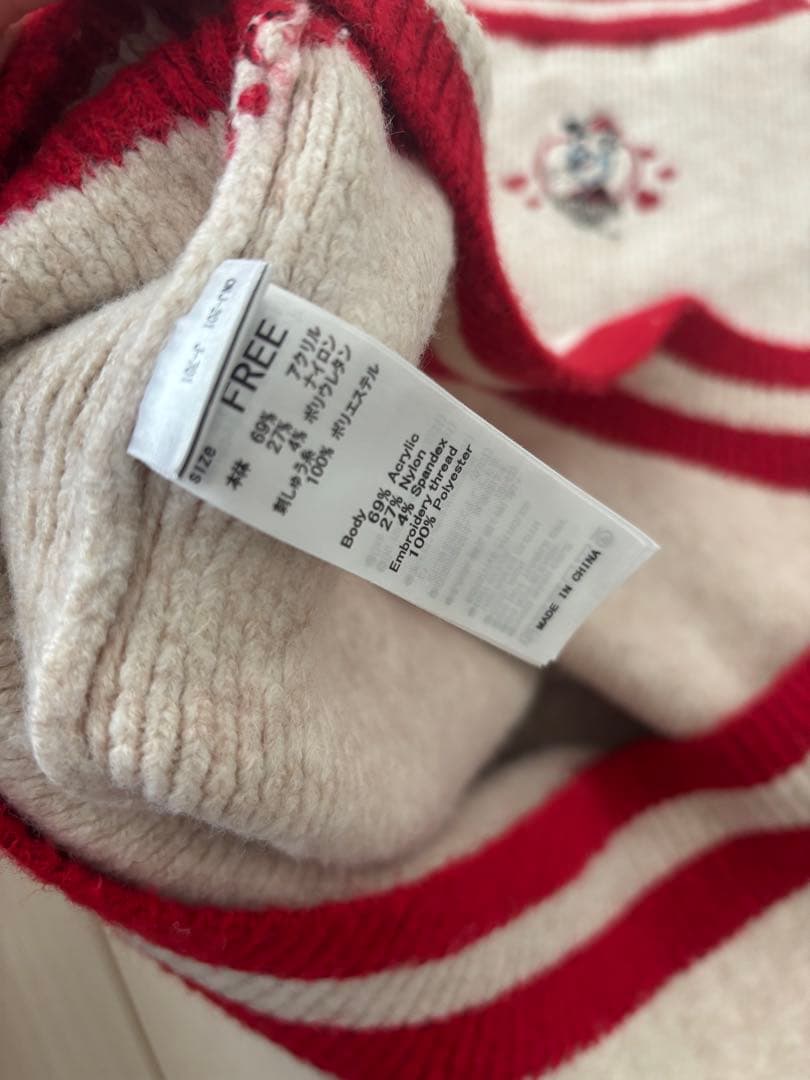 SIZE
FREE
本体
69% アクリル
27% ナイロン
4% ポリウレタン
刺しゅう糸
100% ポリエステル
Body
69% Acrylic
27% Nylon
4% Spandex
Embroidery thread
100% Polyester
MADE IN CHINA